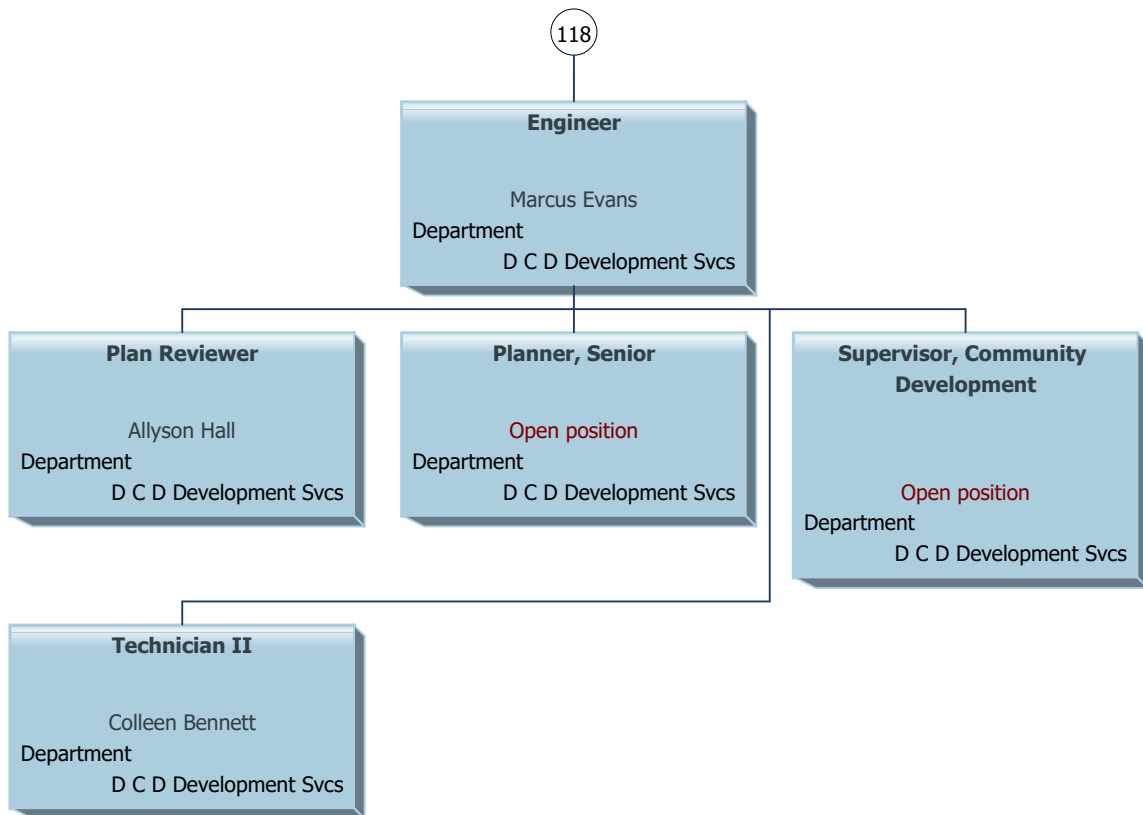 118
Engineer
Marcus Evans
Department
D C D Development Svcs
Plan Reviewer
Allyson Hall
Department
D C D Development Svcs
Planner, Senior
Open position
Department
D C D Development Svcs
Supervisor, Community
Development
Open position
Department
D C D Development Svcs
Technician II
Colleen Bennett
Department
D C D Development Svcs